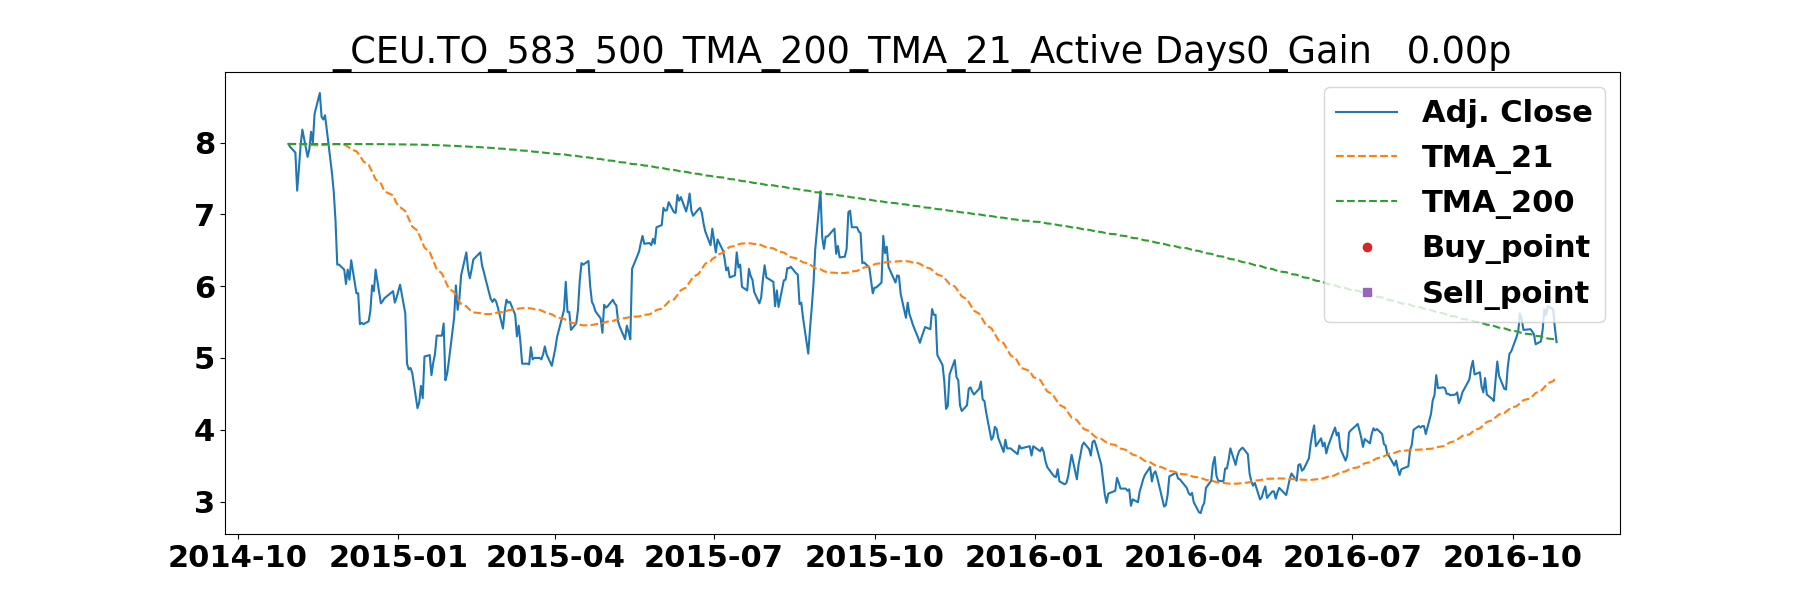 _CEU.TO_583_500_TMA_200_TMA_21_Active Days0_Gain   0.00p
Adj. Close
TMA_21
TMA_200
Buy_point
Sell_point
8
7
6
5
4
3
2014-10 2015-01 2015-04 2015-07 2015-10 2016-01 2016-04 2016-07 2016-10